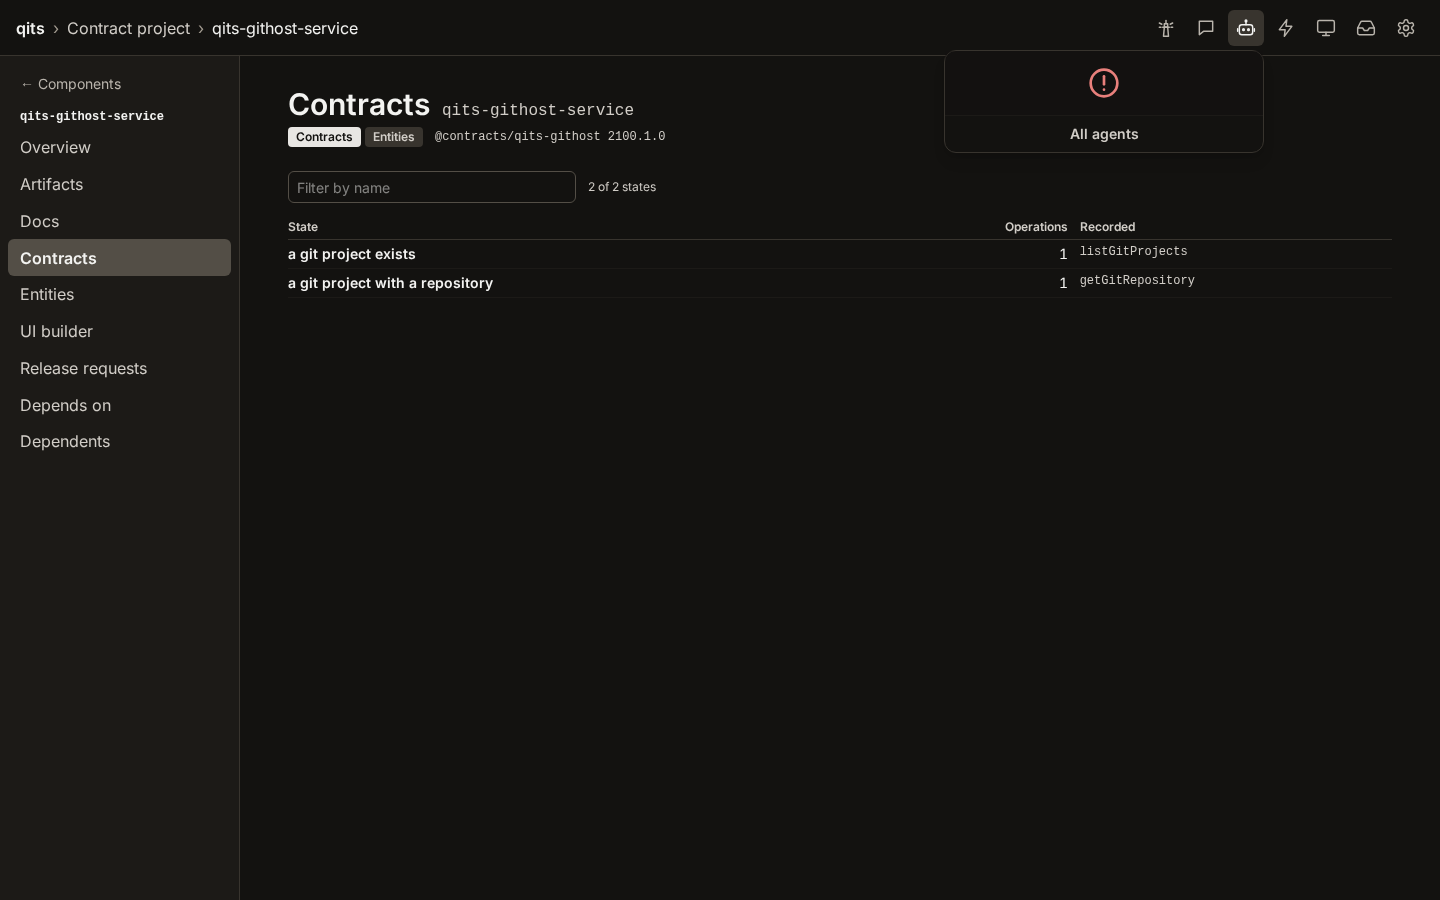 qits › Contract project › qits-githost-service
All agents
← Components
qits-githost-service
Overview
Artifacts
Docs
Contracts
Entities
UI builder
Release requests
Depends on
Dependents
Contracts qits-githost-service
Contracts Entities @contracts/qits-githost 2100.1.0
Filter by name 2 of 2 states
State Operations Recorded
a git project exists 1 listGitProjects
a git project with a repository 1 getGitRepository